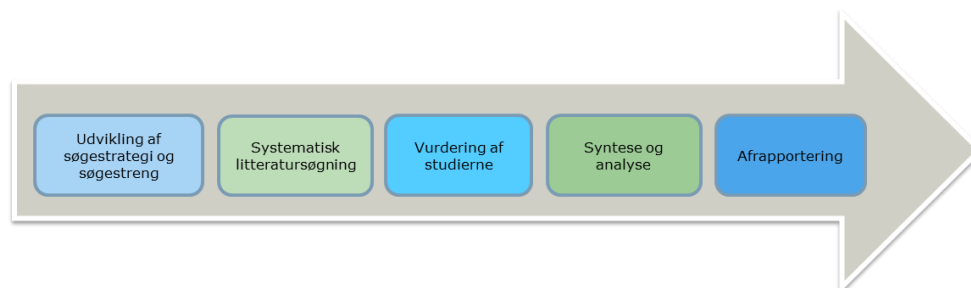 Udvikling af
søgestrategi og
søgestreng
Systematisk
litteratursøgning
Vurdering af
studierne
Syntese og
analyse
Afrapportering